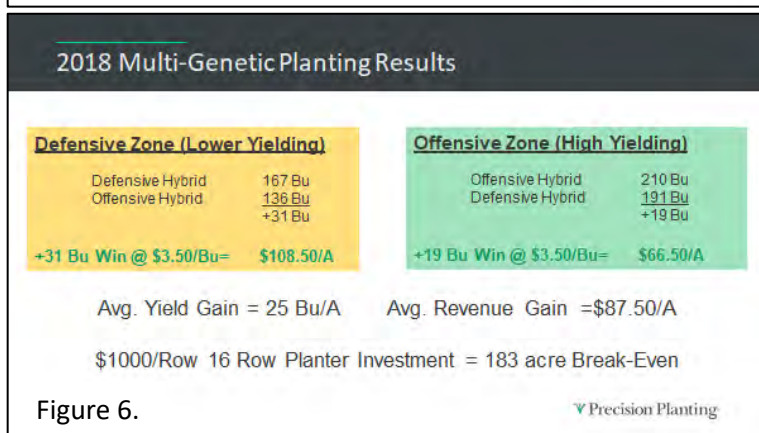 2018 Multi-Genetic Planting Results
Defensive Zone (Lower Yielding)
Defensive Hybrid 167 Bu
Offensive Hybrid 136 Bu
+31 Bu
+31 Bu Win @ $3.50/Bu= $108.50/A
Offensive Zone (High Yielding)
Offensive Hybrid 210 Bu
Defensive Hybrid 191 Bu
+19 Bu
+19 Bu Win @ $3.50/Bu= $66.50/A
Avg. Yield Gain = 25 Bu/A Avg. Revenue Gain =$87.50/A
$1000/Row 16 Row Planter Investment = 183 acre Break-Even
Figure 6.
Precision Planting